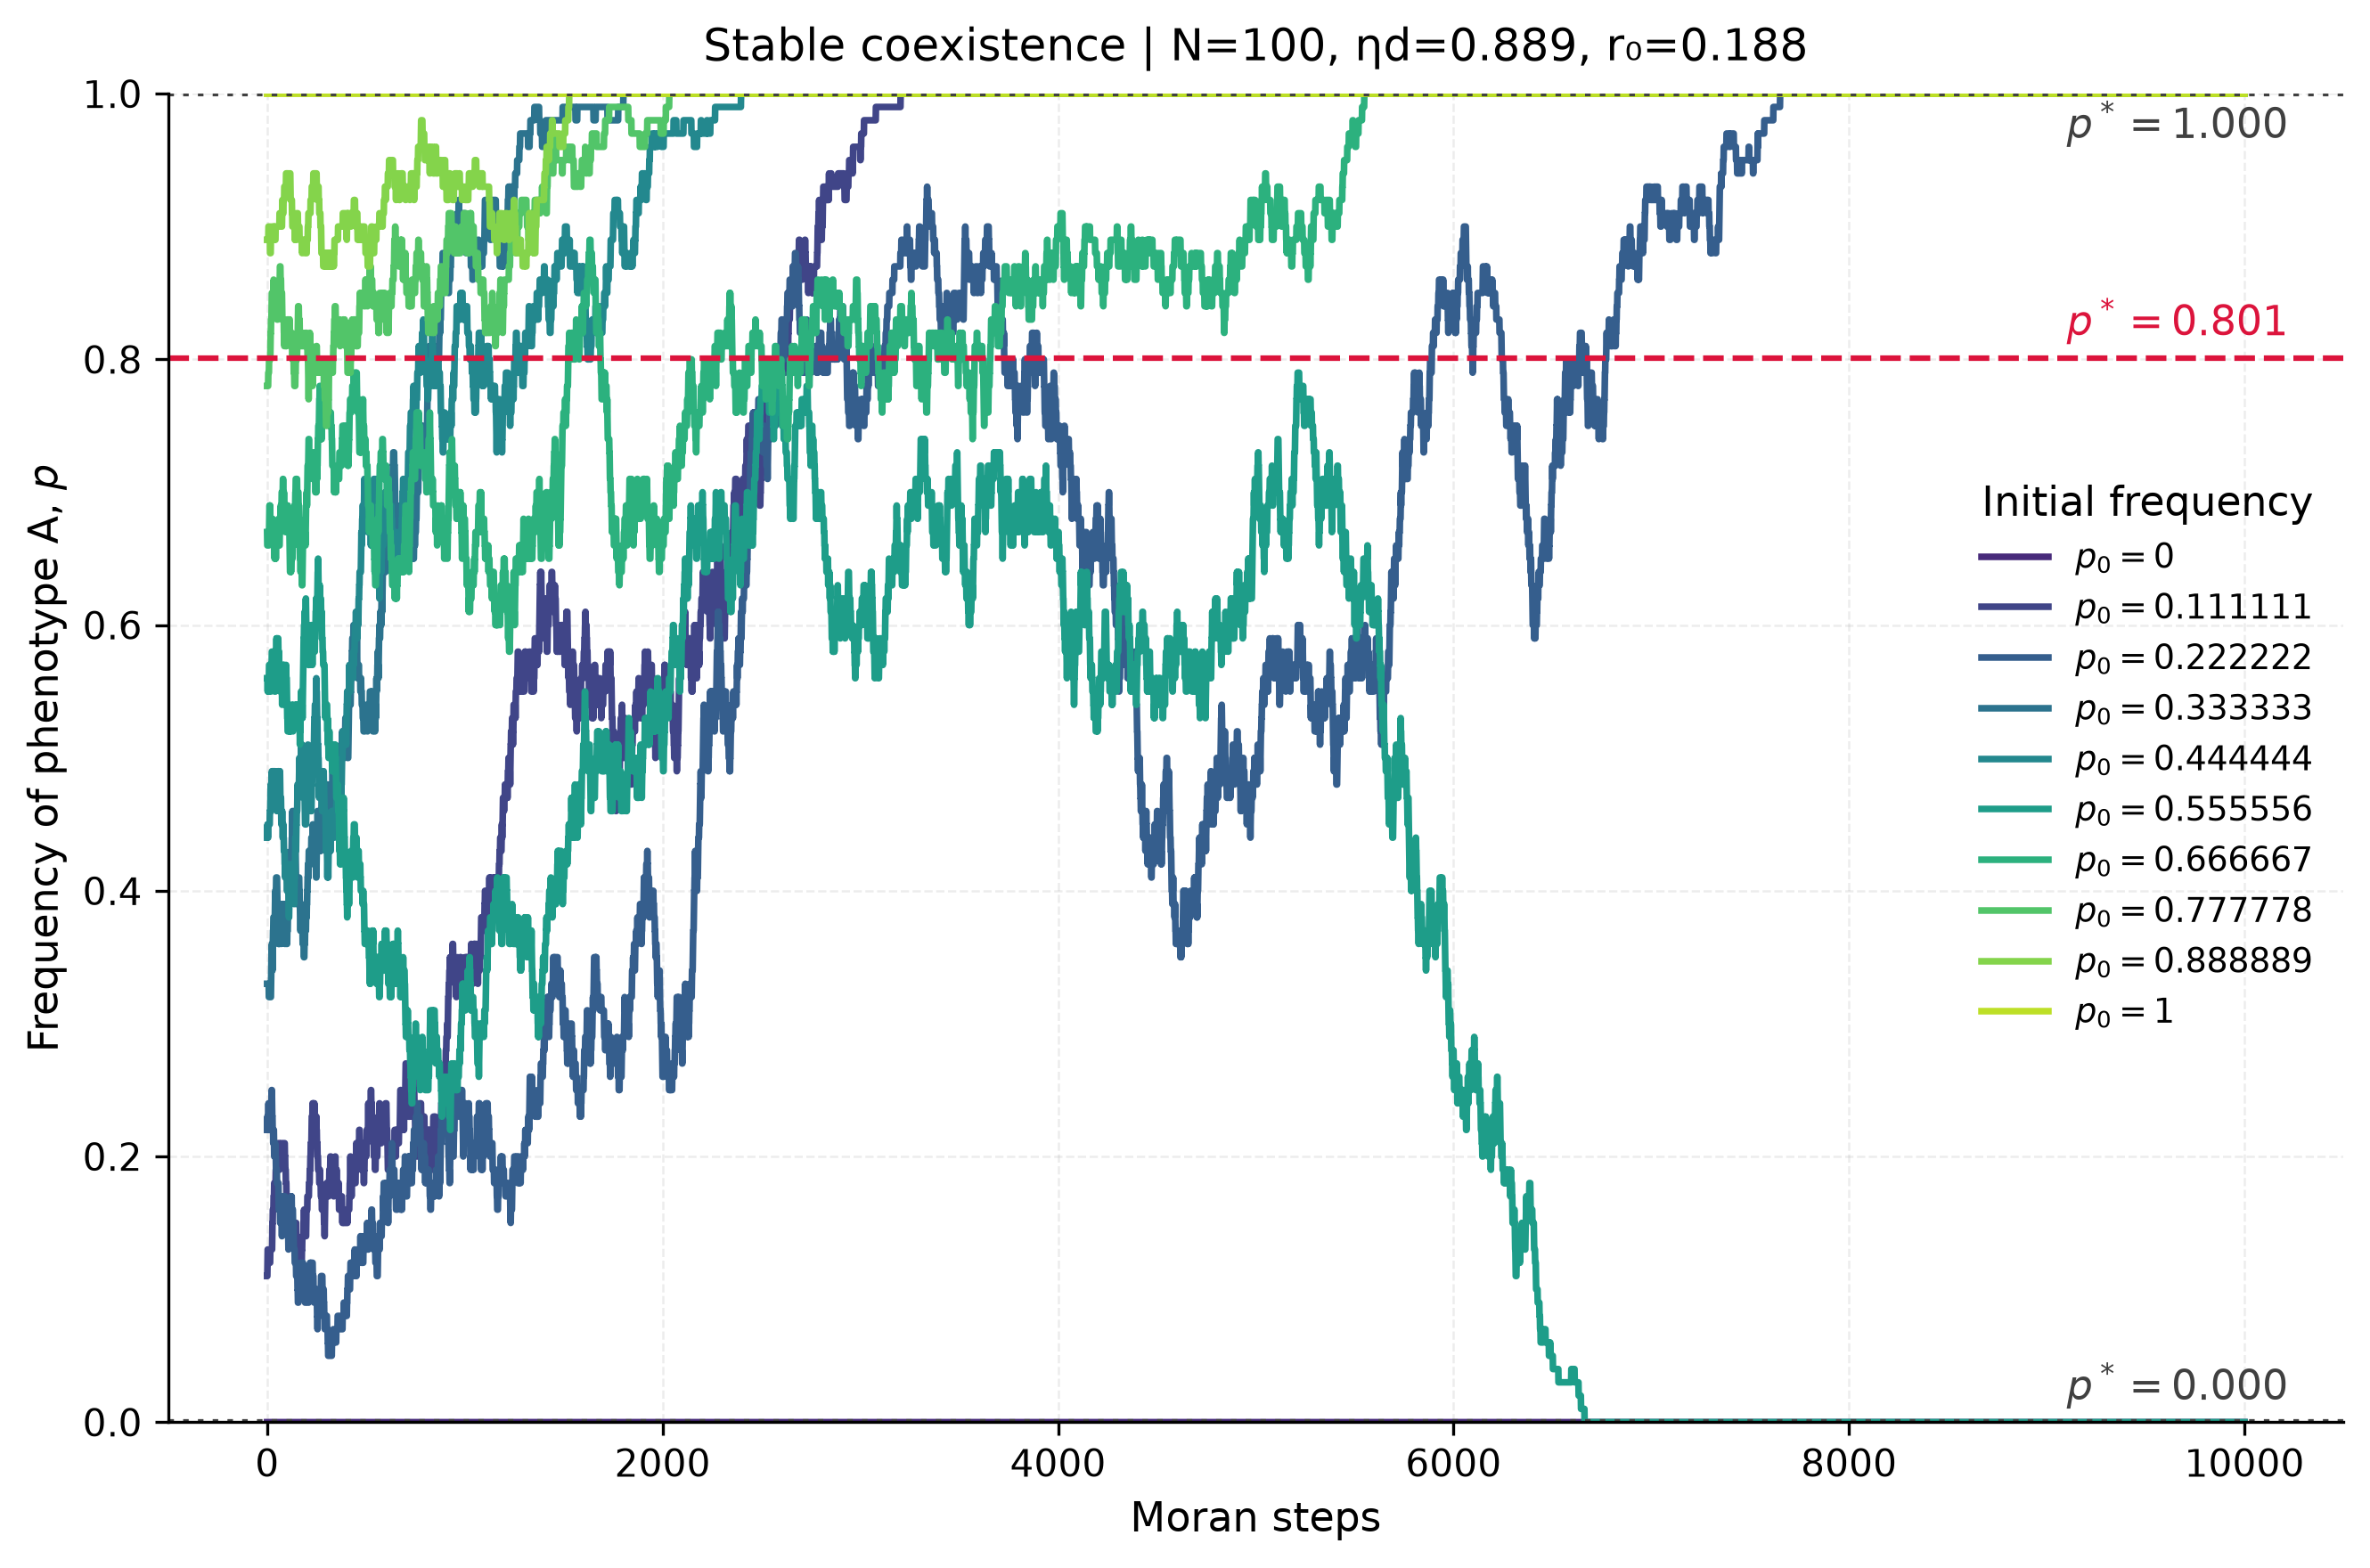 Stable coexistence | N=100, ηd=0.889, r₀=0.188
Frequency of phenotype A, p
1.0
0.8
0.6
0.4
0.2
0.0
p* = 1.000
p* = 0.801
Initial frequency
p₀ = 0
p₀ = 0.111111
p₀ = 0.222222
p₀ = 0.333333
p₀ = 0.444444
p₀ = 0.555556
p₀ = 0.666667
p₀ = 0.777778
p₀ = 0.888889
p₀ = 1
p* = 0.000
0
2000
4000
6000
8000
10000
Moran steps